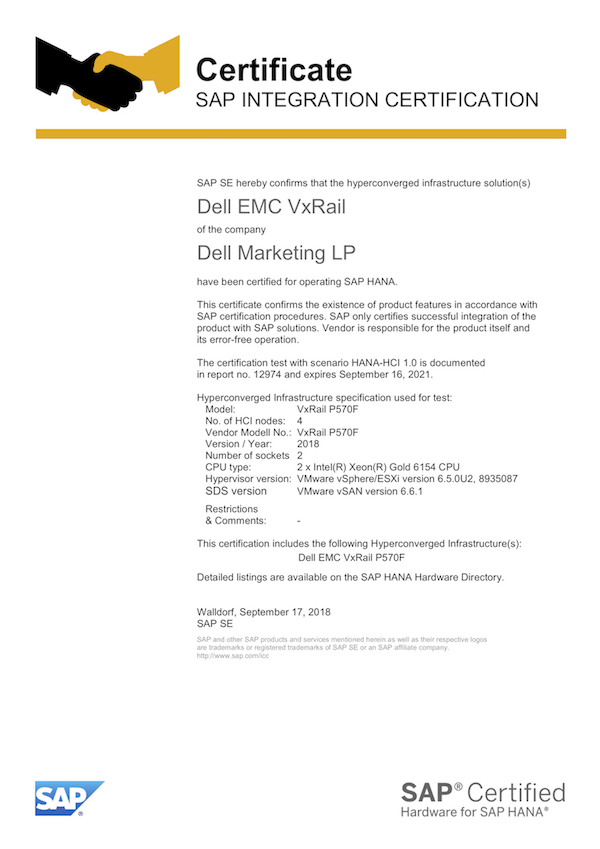 Certificate
SAP INTEGRATION CERTIFICATION
SAP SE hereby confirms that the hyperconverged infrastructure solution(s)
Dell EMC VxRail
of the company
Dell Marketing LP
have been certified for operating SAP HANA.
This certificate confirms the existence of product features in accordance with
SAP certification procedures. SAP only certifies successful integration of the
product with SAP solutions. Vendor is responsible for the product itself and
its error-free operation.
The certification test with scenario HANA-HCI 1.0 is documented
in report no. 12974 and expires September 16, 2021.
Hyperconverged Infrastructure specification used for test:
Model: VxRail P570F
No. of HCI nodes: 4
Vendor Modell No.: VxRail P570F
Version / Year: 2018
Number of sockets 2
CPU type: 2 x Intel(R) Xeon(R) Gold 6154 CPU
Hypervisor version: VMware vSphere/ESXi version 6.5.0U2, 8935087
SDS version VMware vSAN version 6.6.1
Restrictions
& Comments: -
This certification includes the following Hyperconverged Infrastructure(s):
Dell EMC VxRail P570F
Detailed listings are available on the SAP HANA Hardware Directory.
Walldorf, September 17, 2018
SAP SE
SAP and other SAP products and services mentioned herein as well as their respective logos
are trademarks or registered trademarks of SAP SE or an SAP affiliate company.
http://www.sap.com/icc
SAP®
SAP® Certified
Hardware for SAP HANA®